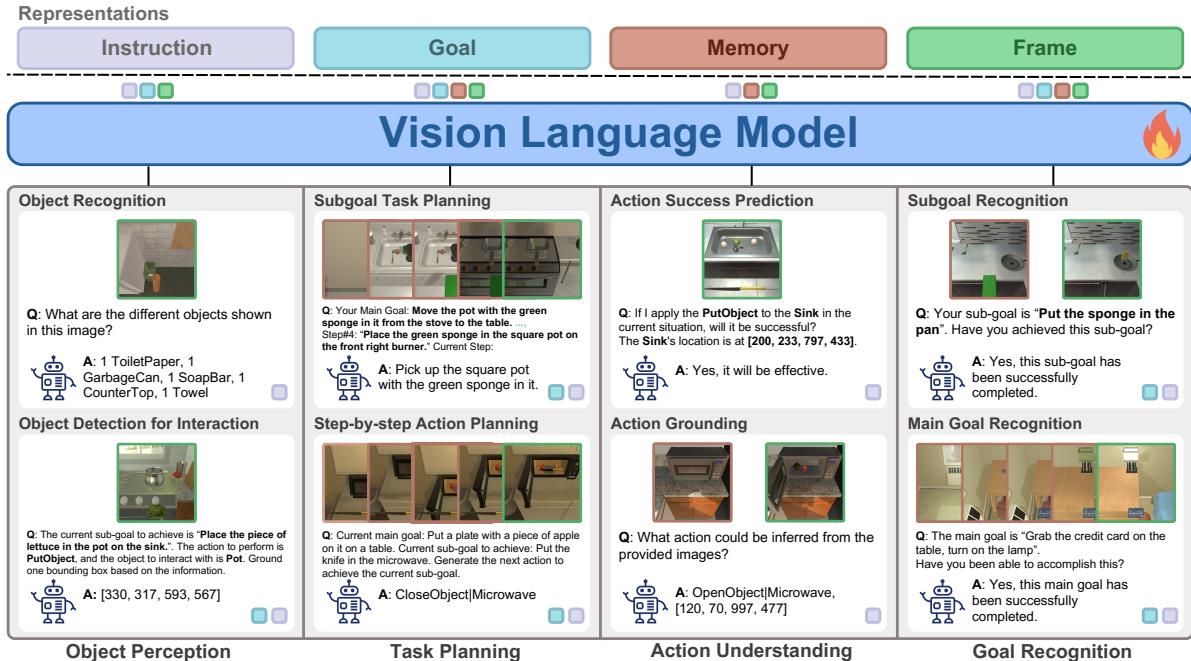 Representations
Instruction
Goal
Memory
Frame
Vision Language Model
Object Recognition
Q: What are the different objects shown
in this image?
A: 1 ToiletPaper, 1
GarbageCan, 1 SoapBar, 1
CounterTop, 1 Towel
Object Detection for Interaction
Q: The current sub-goal to achieve is “Place the piece of
lettuce in the pot on the sink.”. The action to perform is
PutObject, and the object to interact with is Pot. Ground
one bounding box based on the information.
A: [330, 317, 593, 567]
Object Perception
Subgoal Task Planning
Q: Your Main Goal: Move the pot with the green
sponge in it from the stove to the table. ...,
Step#4: “Place the green sponge in the square pot on
the front right burner.” Current Step:
A: Pick up the square pot
with the green sponge in it.
Step-by-step Action Planning
Q: Current main goal: Put a plate with a piece of apple
on it on a table. Current sub-goal to achieve: Put the
knife in the microwave. Generate the next action to
achieve the current sub-goal.
A: CloseObject|Microwave
Task Planning
Action Success Prediction
Q: If I apply the PutObject to the Sink in the
current situation, will it be successful?
The Sink's location is at [200, 233, 797, 433].
A: Yes, it will be effective.
Action Grounding
Q: What action could be inferred from the
provided images?
A: OpenObject|Microwave,
[120, 70, 997, 477]
Action Understanding
Subgoal Recognition
Q: Your sub-goal is “Put the sponge in the
pan”. Have you achieved this sub-goal?
A: Yes, this sub-goal has
been successfully
completed.
Main Goal Recognition
Q: The main goal is “Grab the credit card on the
table, turn on the lamp”.
Have you been able to accomplish this?
A: Yes, this main goal has
been successfully
completed.
Goal Recognition